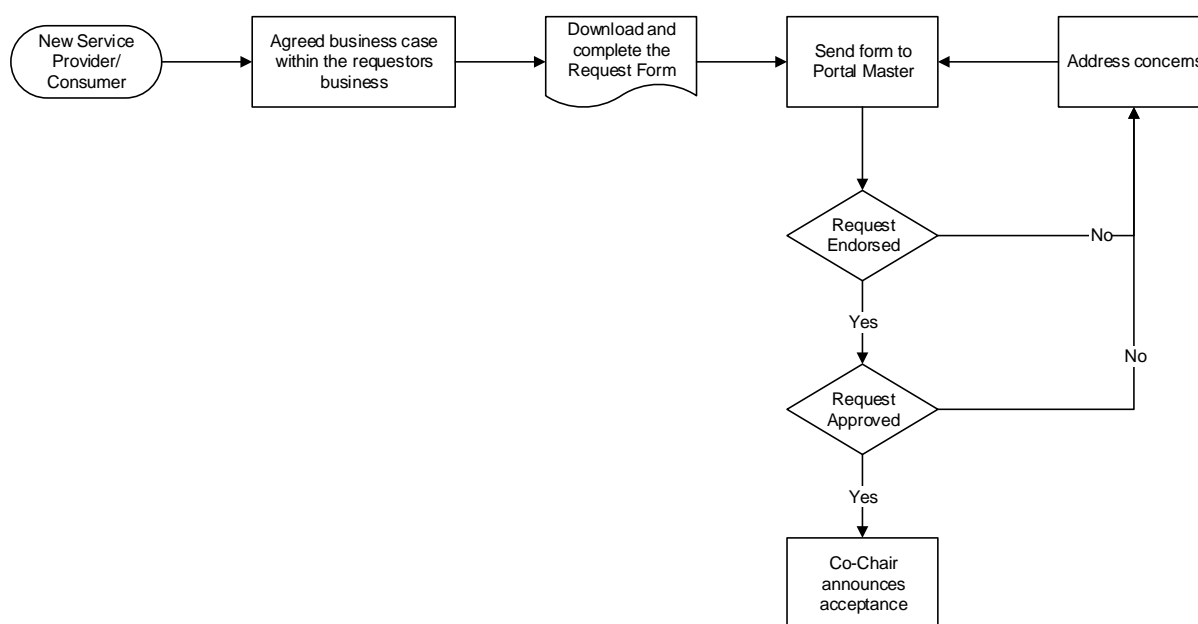 New Service
Provider/
Consumer
Agreed business case
within the requestors
business
Download and
complete the
Request Form
Send form to
Portal Master
Address concerns
Request
Endorsed
No
Yes
Request
Approved
No
Yes
Co-Chair
announces
acceptance